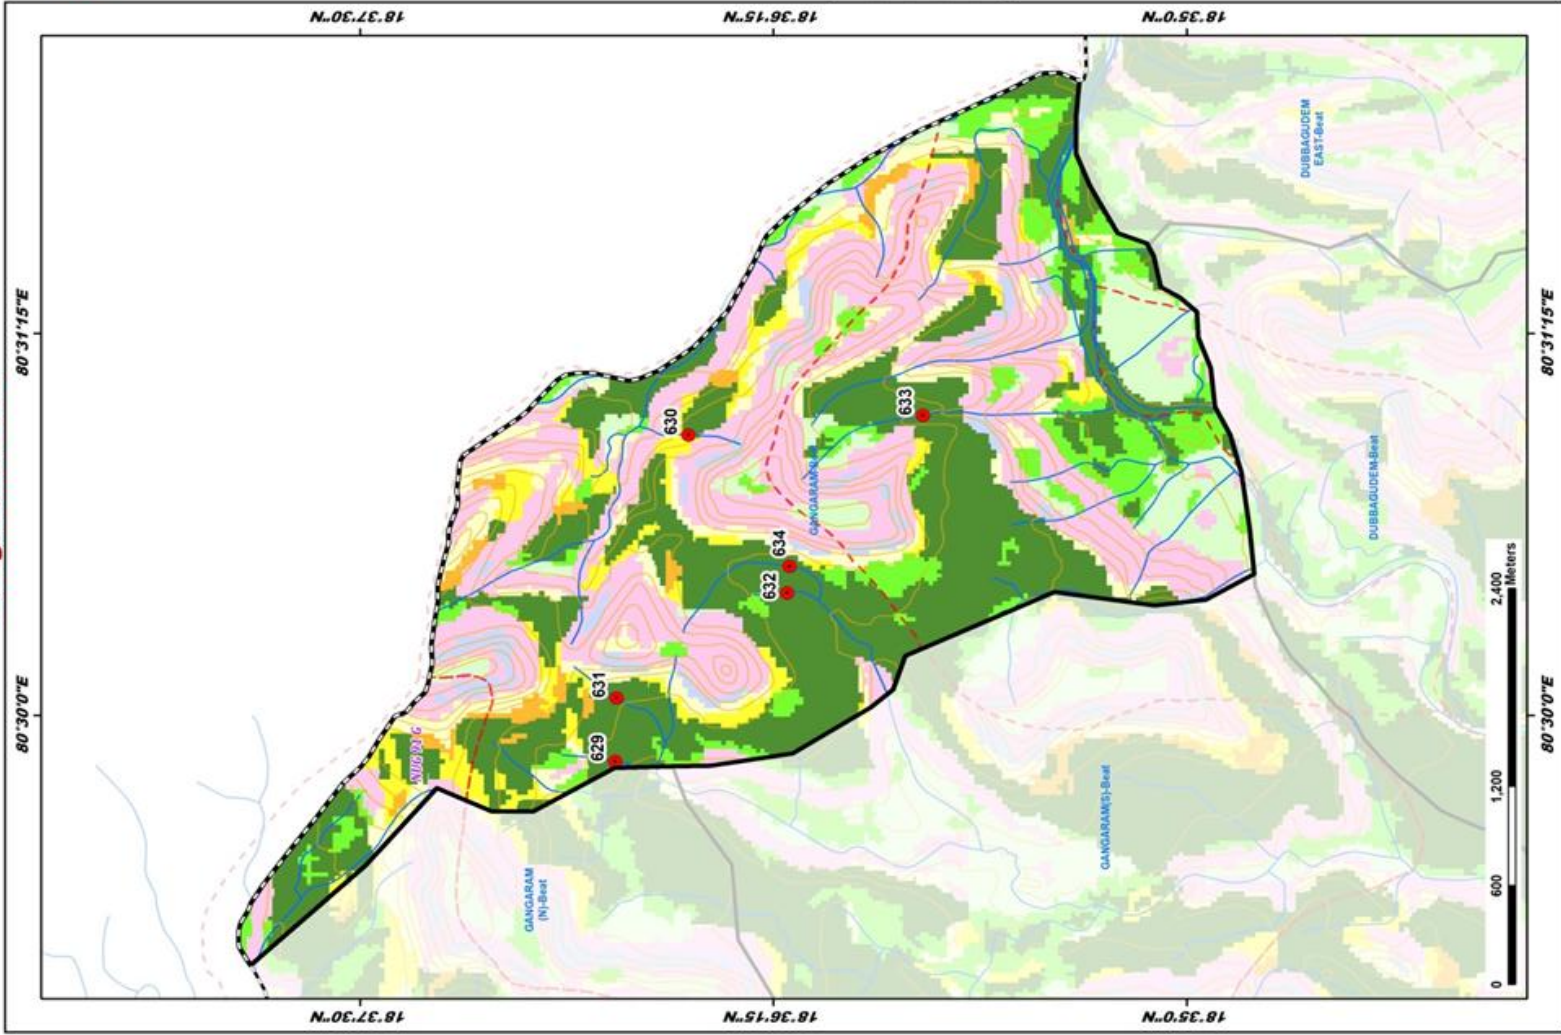 18°37'30"N
18°36'15"N
18°35'0"N
80°31'15"E
80°31'15"E
80°30'0"E
80°30'0"E
DUBBAGUDEM
EAST-Beat
DUBBAGUDEM-Beat
GANGARAM(S)-Beat
GANGARAM
(N)-Beat
630
633
634
632
631
629
0
600
1,200
2,400
Meters
18°37'30"N
18°36'15"N
18°35'0"N